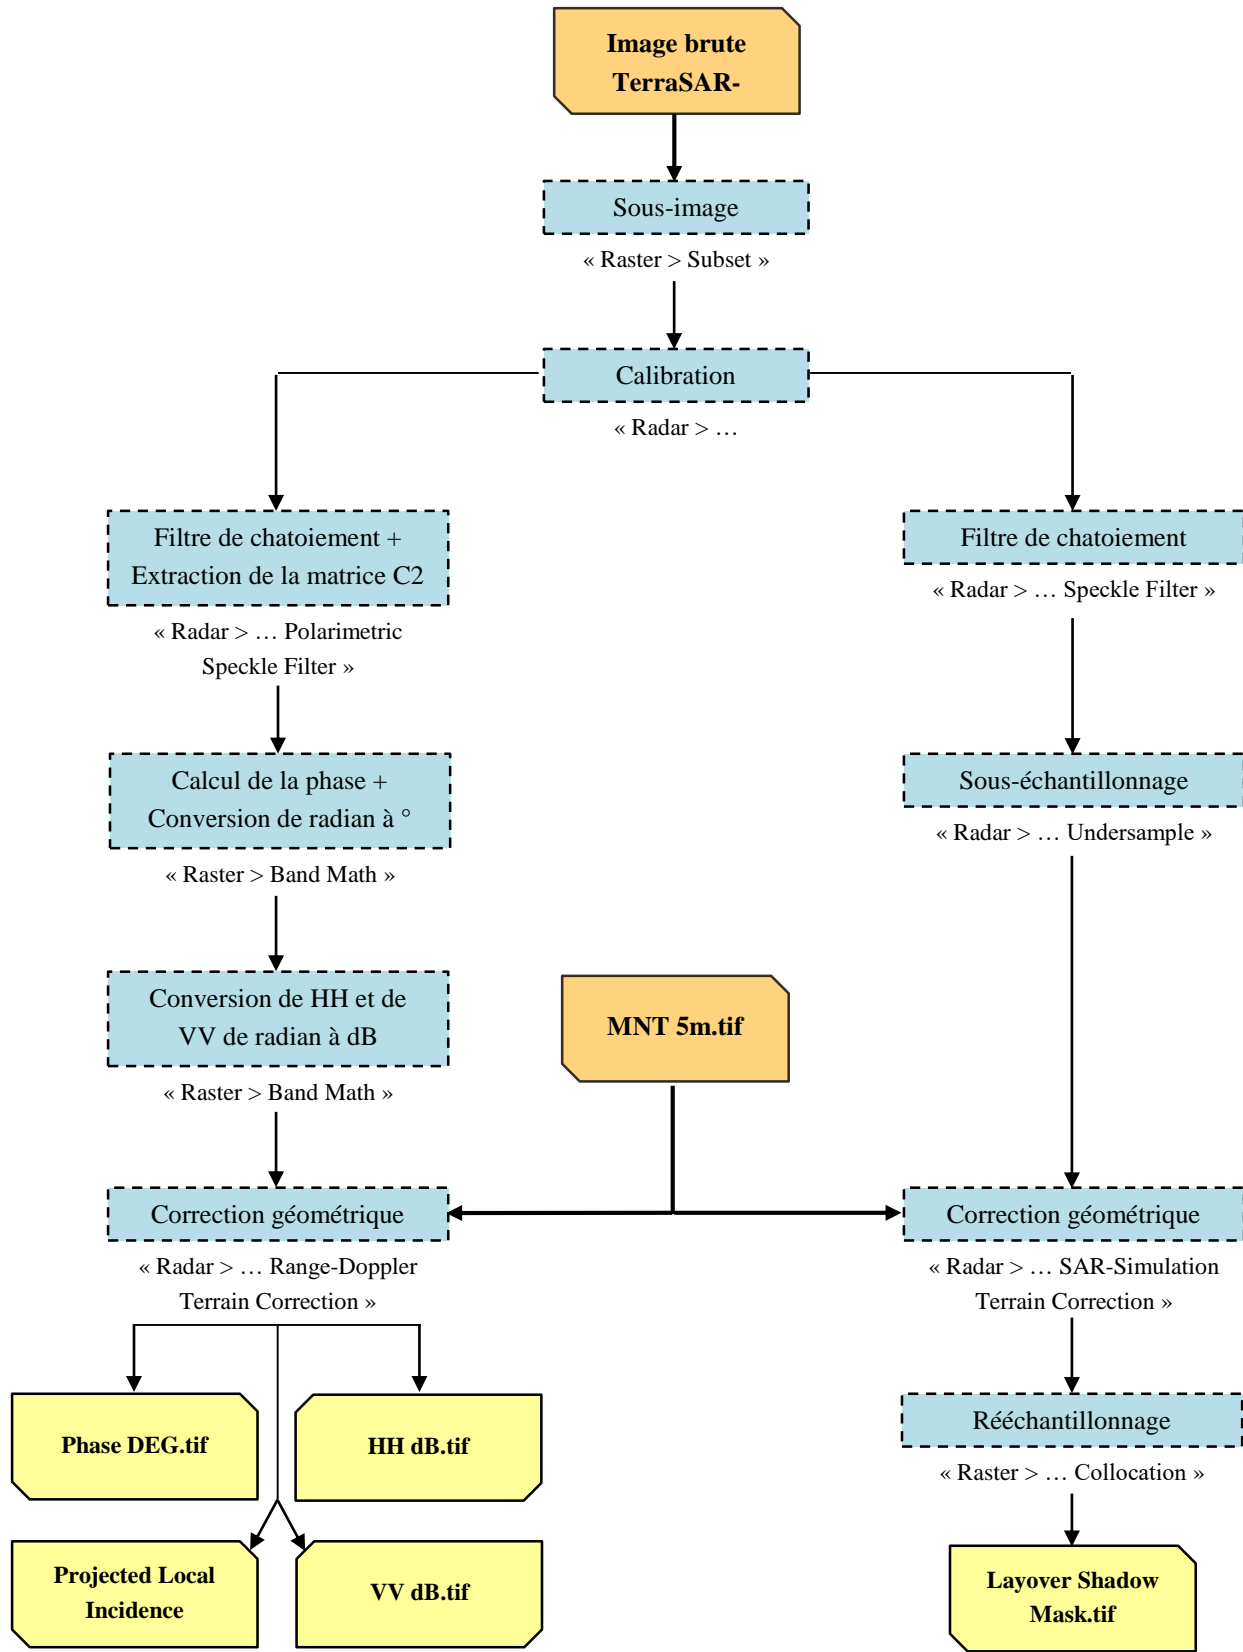 Image brute
TerraSAR-
Sous-image
« Raster > Subset »
Calibration
« Radar > …
Filtre de chatoiement +
Extraction de la matrice C2
« Radar > … Polarimetric
Speckle Filter »
Filtre de chatoiement
« Radar > … Speckle Filter »
Calcul de la phase +
Conversion de radian à °
« Raster > Band Math »
Sous-échantillonnage
« Radar > … Undersample »
Conversion de HH et de
VV de radian à dB
« Raster > Band Math »
MNT 5m.tif
Correction géométrique
« Radar > … Range-Doppler
Terrain Correction »
Correction géométrique
« Radar > … SAR-Simulation
Terrain Correction »
Phase DEG.tif
HH dB.tif
Rééchantillonnage
« Raster > … Collocation »
Projected Local
Incidence
VV dB.tif
Layover Shadow
Mask.tif